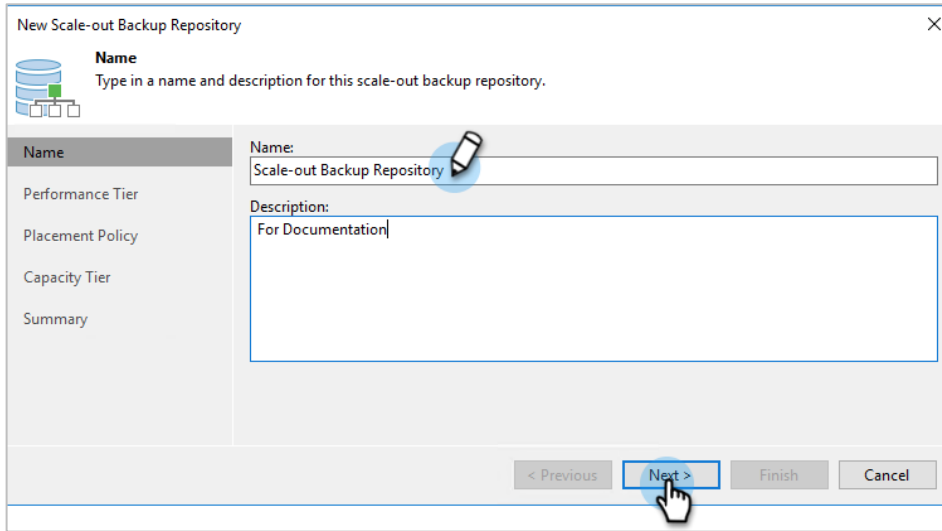 New Scale-out Backup Repository
Name
Type in a name and description for this scale-out backup repository.
Name
Performance Tier
Placement Policy
Capacity Tier
Summary
Name:
Scale-out Backup Repository
Description:
For Documentation
< Previous
Next >
Finish
Cancel